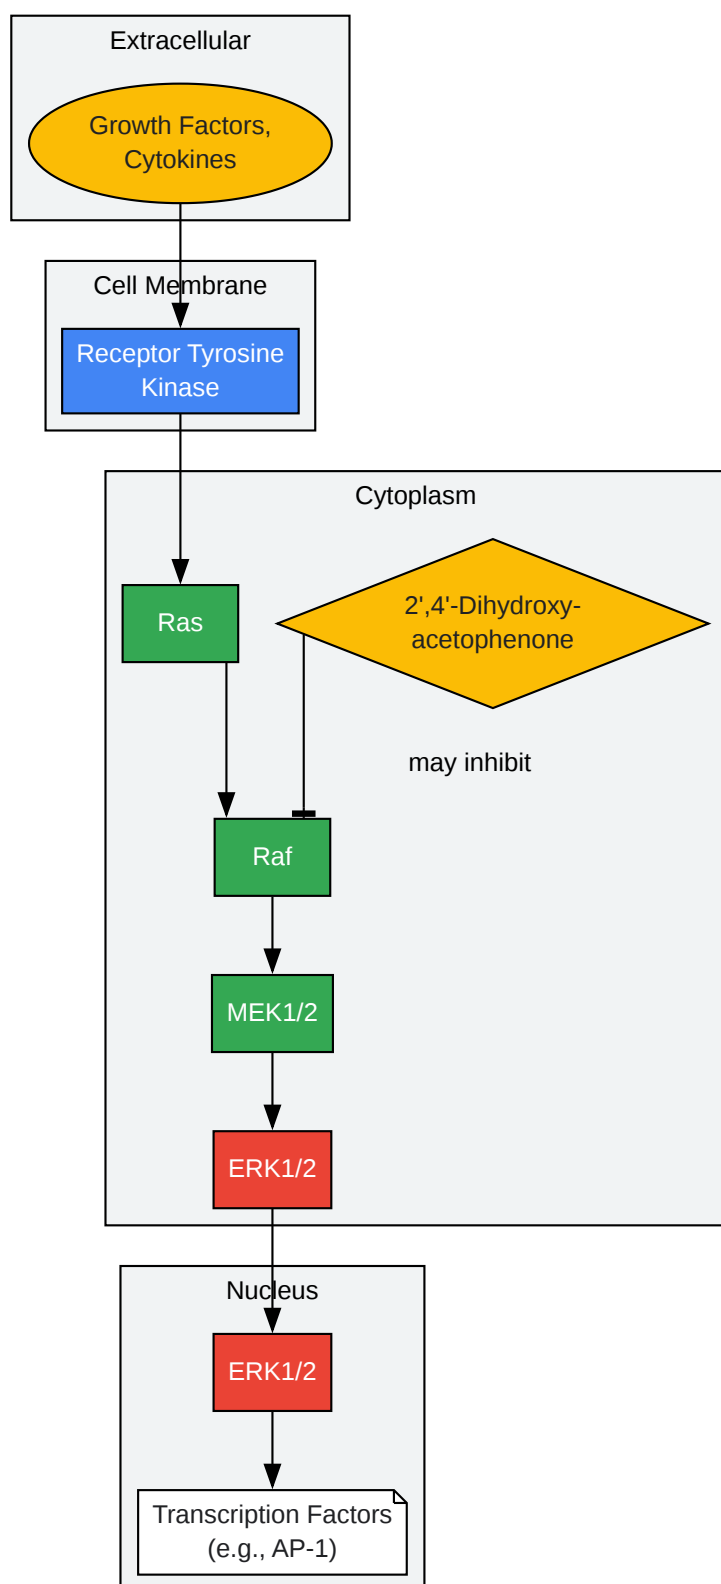 Extracellular
Growth Factors,
Cytokines
Cell Membrane
Receptor Tyrosine
Kinase
Cytoplasm
Ras
2',4'-Dihydroxy-
acetophenone
may inhibit
Raf
MEK1/2
ERK1/2
Nucleus
ERK1/2
Transcription Factors
(e.g., AP-1)